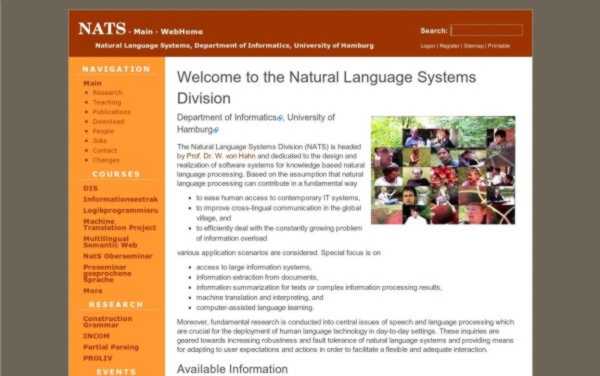 NATS - Main - WebHome
Search:
Natural Language Systems, Department of Informatics, University of Hamburg
Logon | Register | Sitemap | Printable
NAVIGATION
Main
Research
Teaching
Publications
Download
People
Jobs
Contact
Changes
COURSES
DIS
Informationsextrak
Logikprogrammieru
Machine
Translation Project
Multilingual
Semantic Web
NatS Oberseminar
Proseminar
gesprochene
Sprache
More
RESEARCH
Construction
Grammar
INCOM
Partial Parsing
PROLIV
EVENTS
Welcome to the Natural Language Systems
Division
Department of Informatics, University of
Hamburg
The Natural Language Systems Division (NATS) is headed
by Prof. Dr. W. von Hahn and dedicated to the design and
realization of software systems for knowledge based natural
language processing. Based on the assumption that natural
language processing can contribute in a fundamental way
to ease human access to contemporary IT systems,
to improve cross-lingual communication in the global
village, and
to efficiently deal with the constantly growing problem
of information overload
various application scenarios are considered. Special focus is on
access to large information systems,
information extraction from documents,
information summarization for texts or complex information processing results,
machine translation and interpreting, and
computer-assisted language learning.
Moreover, fundamental research is conducted into central issues of speech and language processing which
are crucial for the deployment of human language technology in day-to-day settings. These inquiries are
geared towards increasing robustness and fault tolerance of natural language systems and providing means
for adapting to user expectations and actions in order to facilitate a flexible and adequate interaction.
Available Information